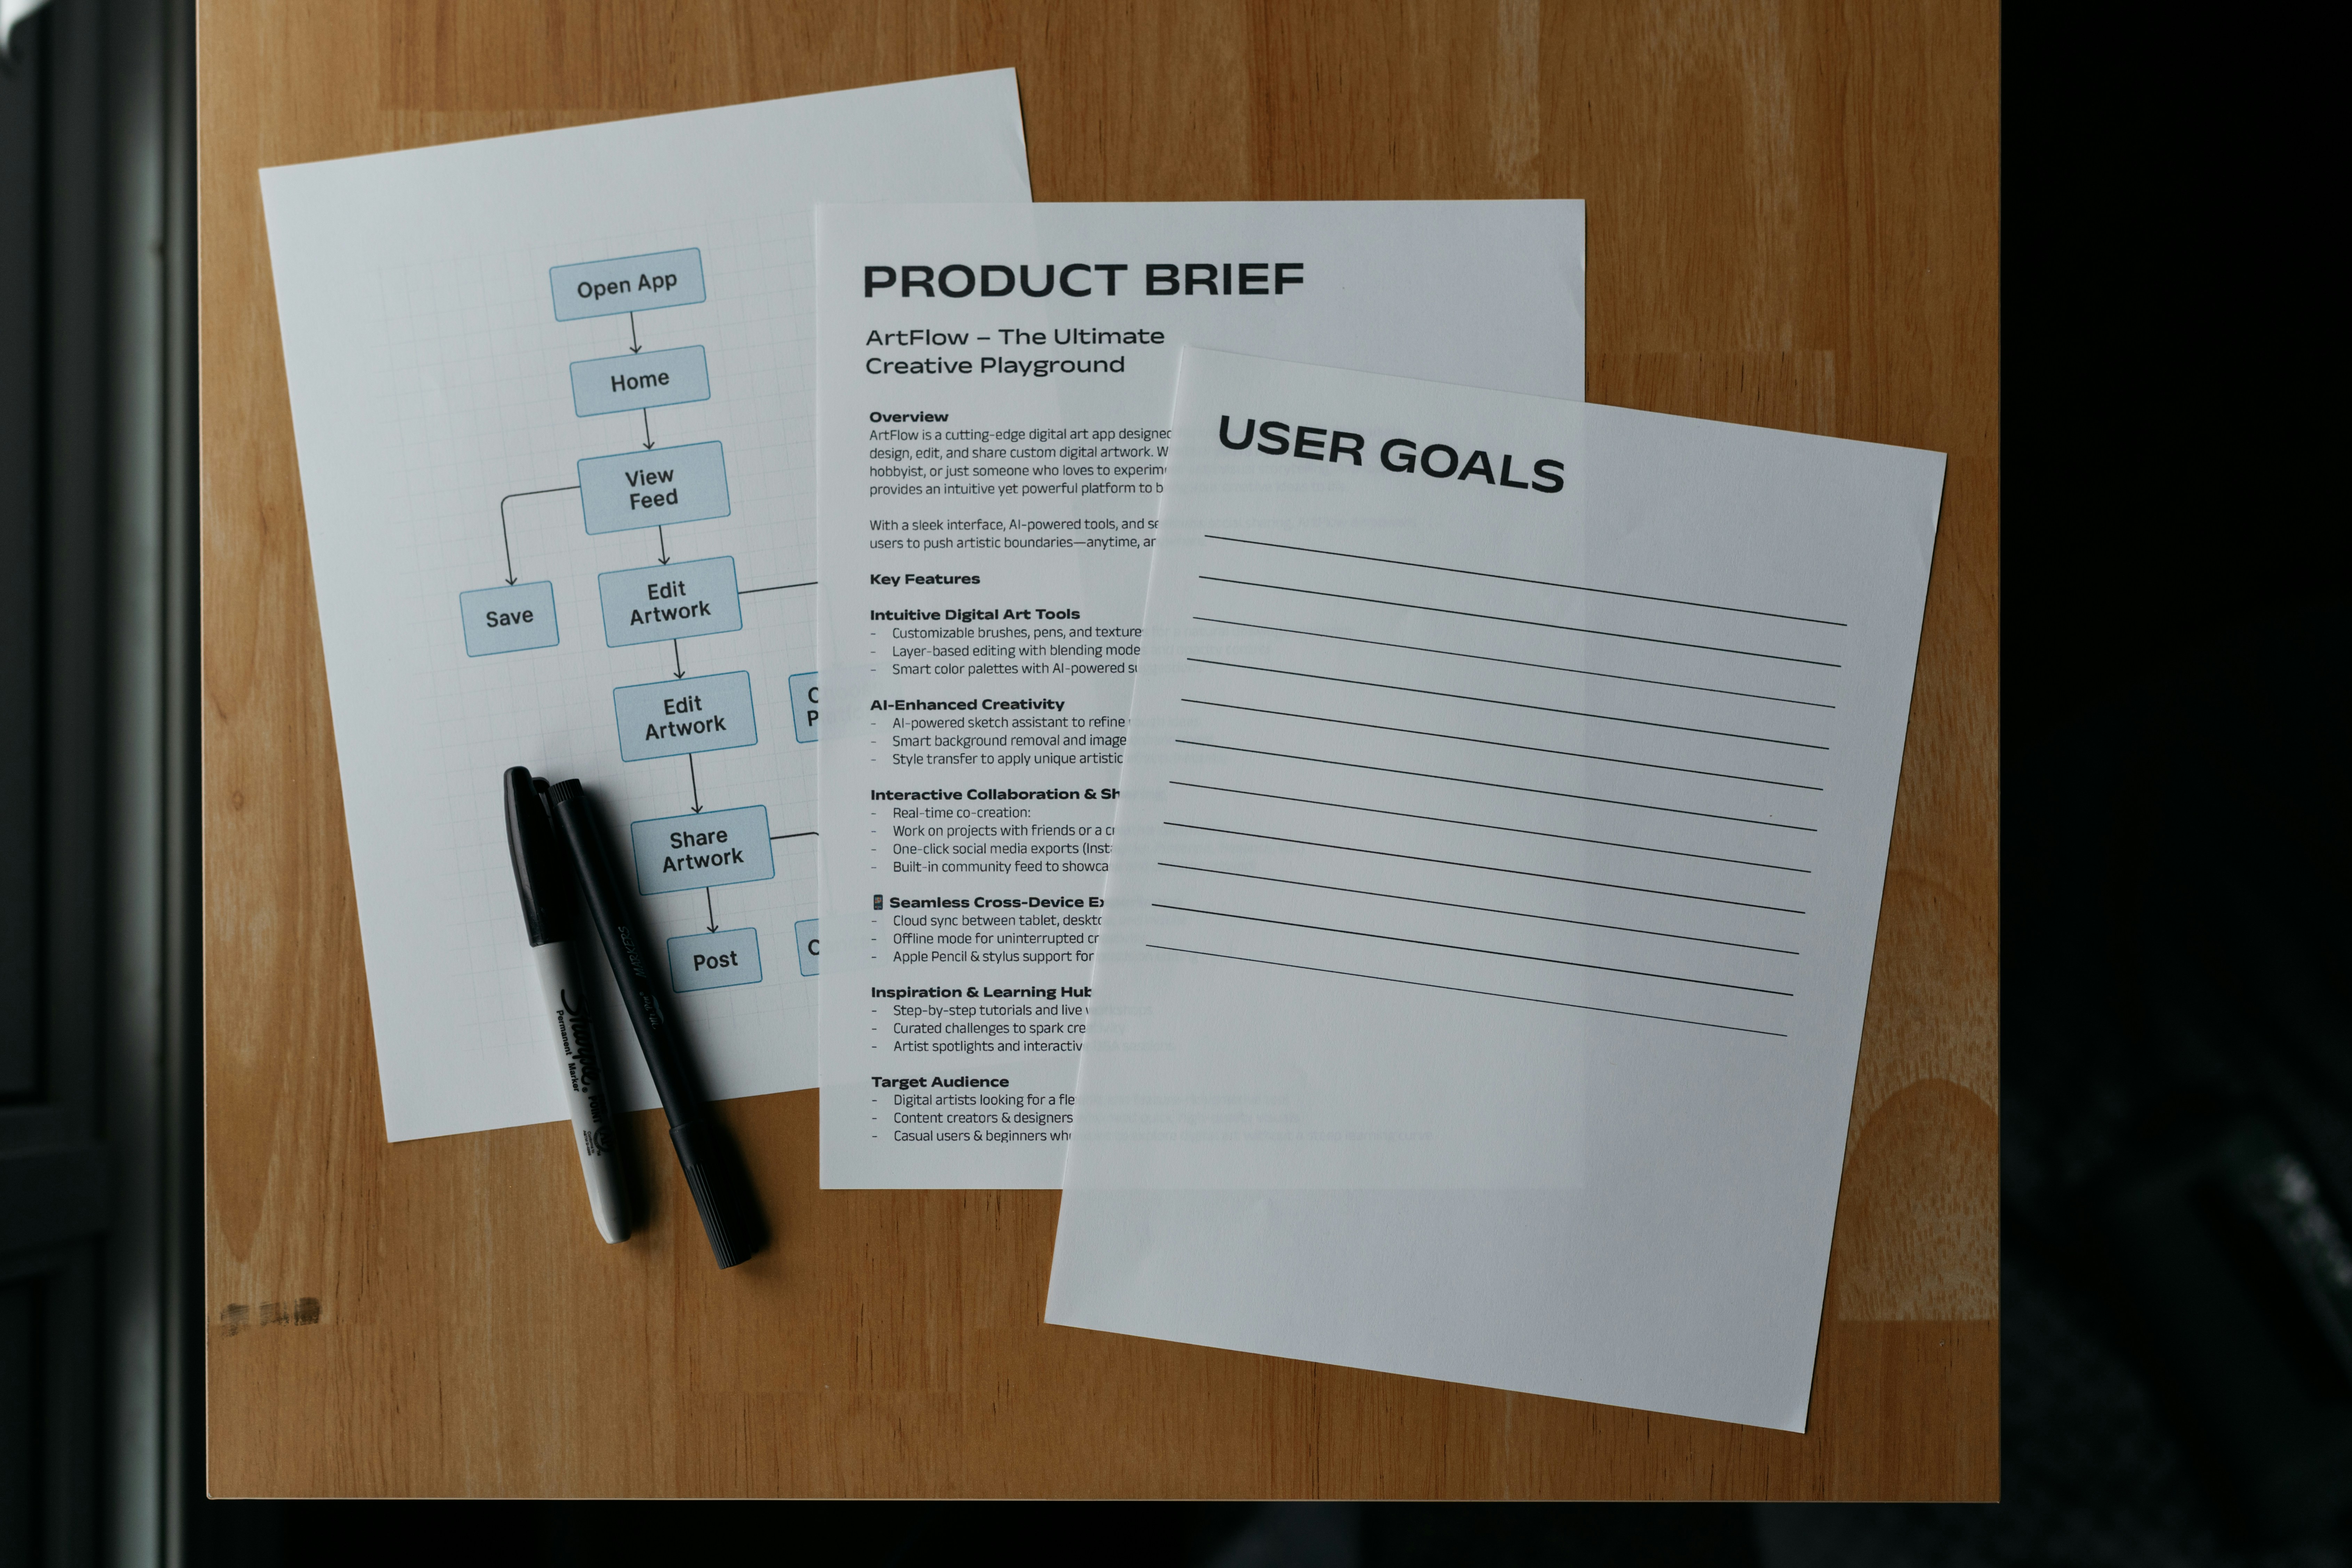 Open App
Home
View
Feed
Save
Edit
Artwork
Edit
Artwork
Share
Artwork
Post
Sharpie
Permanent Marker
MARKERS
PRODUCT BRIEF
ArtFlow – The Ultimate
Creative Playground
Overview
ArtFlow is a cutting-edge digital art app designed
design, edit, and share custom digital artwork. W
hobbyist, or just someone who loves to experim
provides an intuitive yet powerful platform to b
With a sleek interface, AI-powered tools, and se
users to push artistic boundaries—anytime, an
Key Features
Intuitive Digital Art Tools
- Customizable brushes, pens, and texture
- Layer-based editing with blending mode
- Smart color palettes with AI-powered su
AI-Enhanced Creativity
- AI-powered sketch assistant to refine
- Smart background removal and image
- Style transfer to apply unique artistic
Interactive Collaboration & Sh
- Real-time co-creation:
- Work on projects with friends or a cr
- One-click social media exports (Inst
- Built-in community feed to showca
Seamless Cross-Device Ex
- Cloud sync between tablet, deskto
- Offline mode for uninterrupted cr
- Apple Pencil & stylus support for
Inspiration & Learning Hub
- Step-by-step tutorials and live workshops
- Curated challenges to spark cre
- Artist spotlights and interactiv
Target Audience
- Digital artists looking for a fle
- Content creators & designers
- Casual users & beginners who
USER GOALS